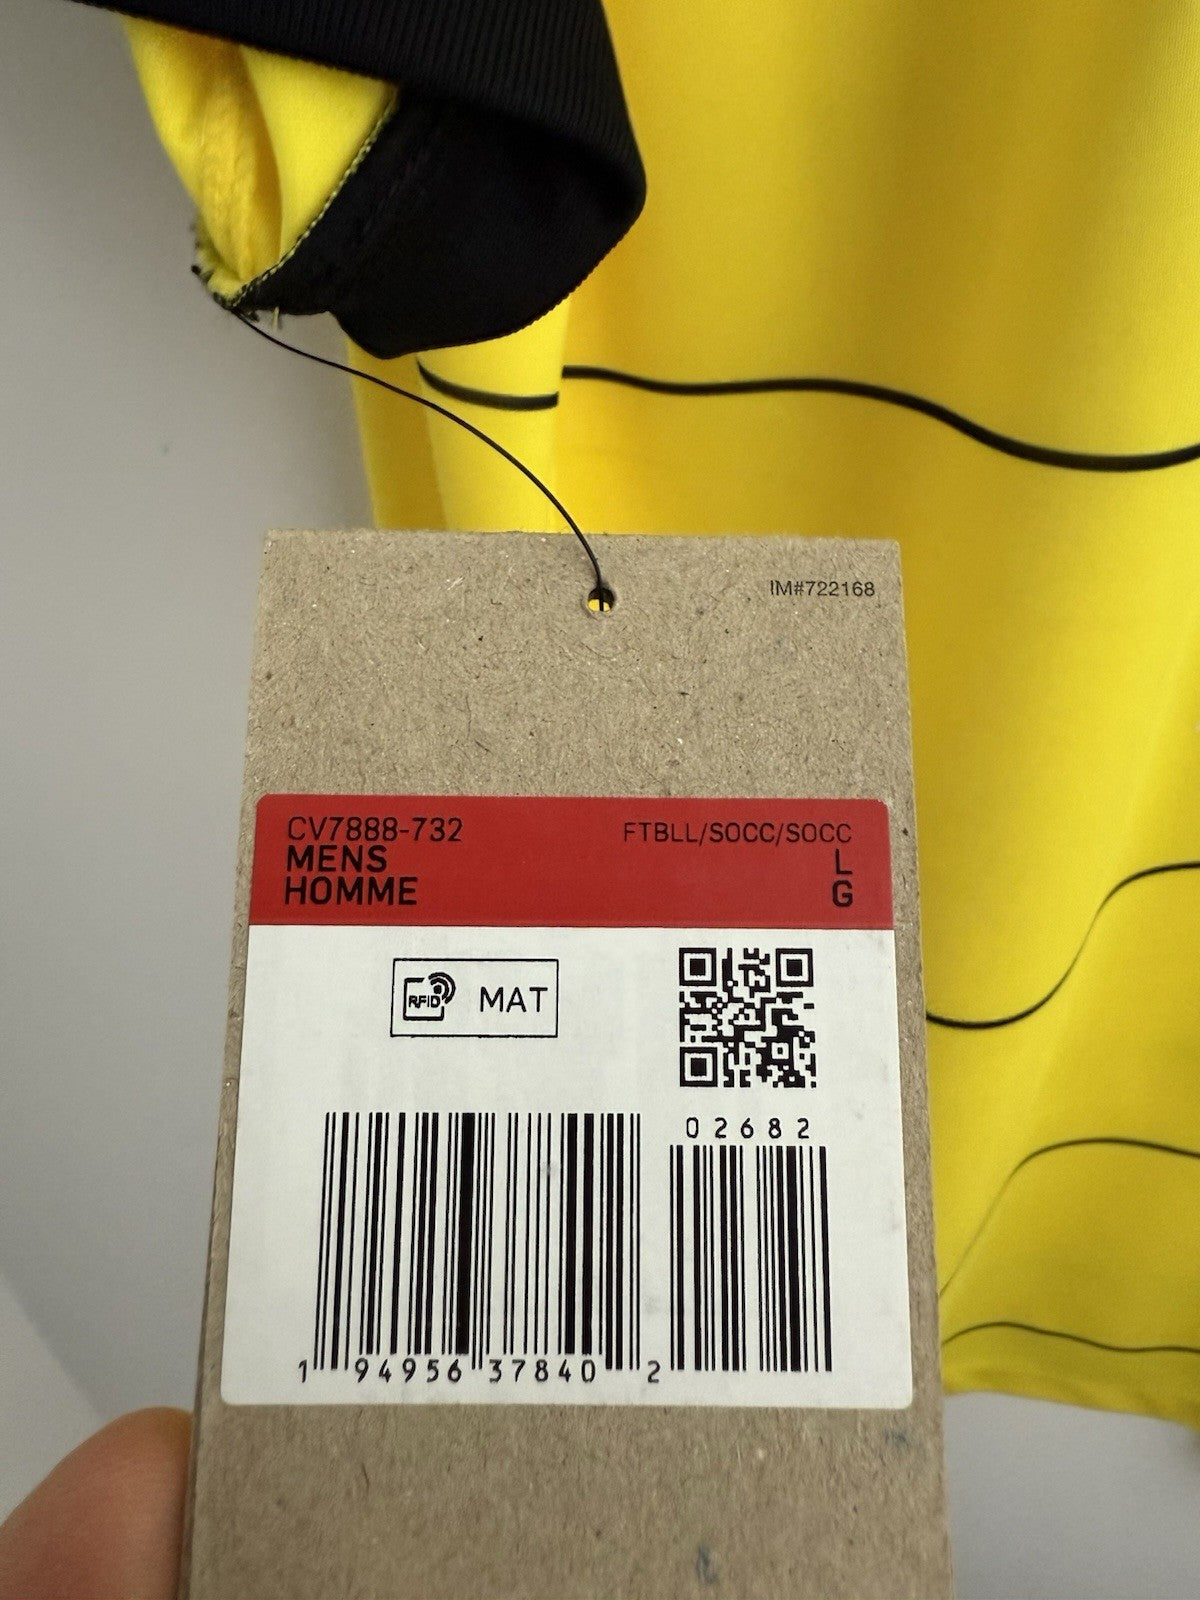 IM#722168
CV7888-732 FTBLL/SOCC/SOCC
MENS L
HOMME G
RFID MAT
02682
1 94956 37840 2